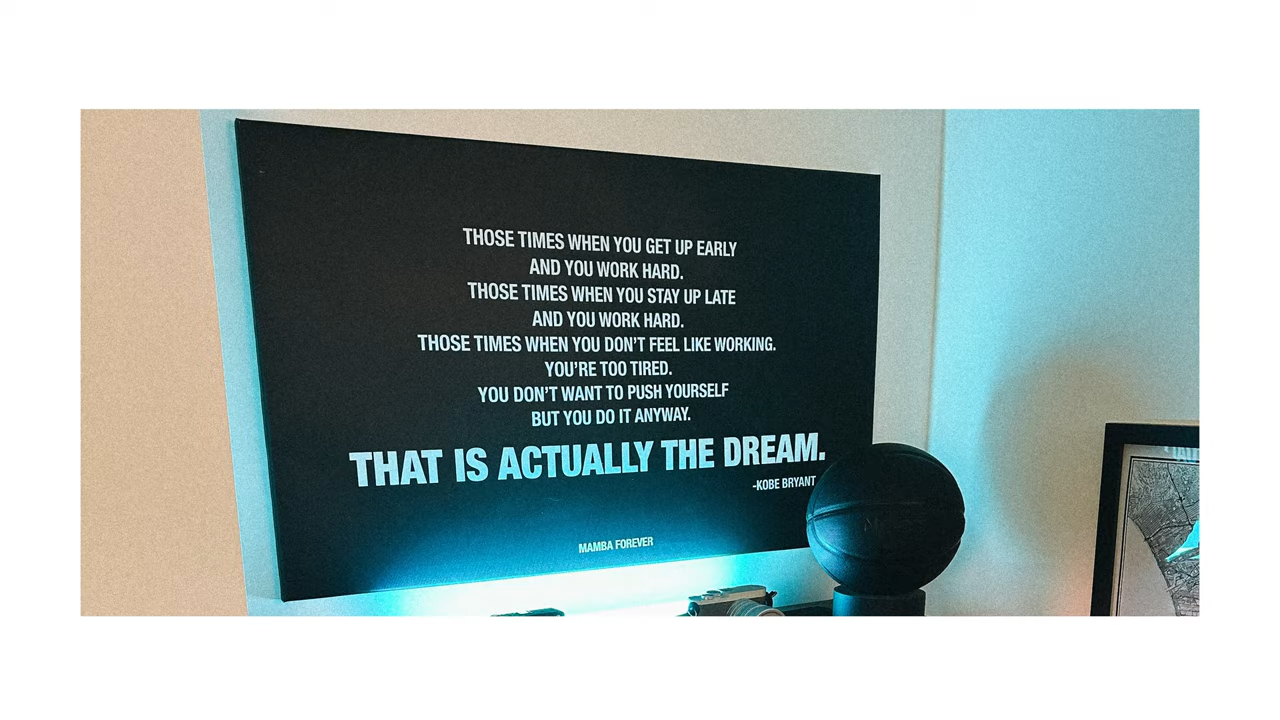 THOSE TIMES WHEN YOU GET UP EARLY
AND YOU WORK HARD.
THOSE TIMES WHEN YOU STAY UP LATE
AND YOU WORK HARD.
THOSE TIMES WHEN YOU DON'T FEEL LIKE WORKING.
YOU'RE TOO TIRED.
YOU DON'T WANT TO PUSH YOURSELF
BUT YOU DO IT ANYWAY.
THAT IS ACTUALLY THE DREAM.
-KOBE BRYANT
MAMBA FOREVER